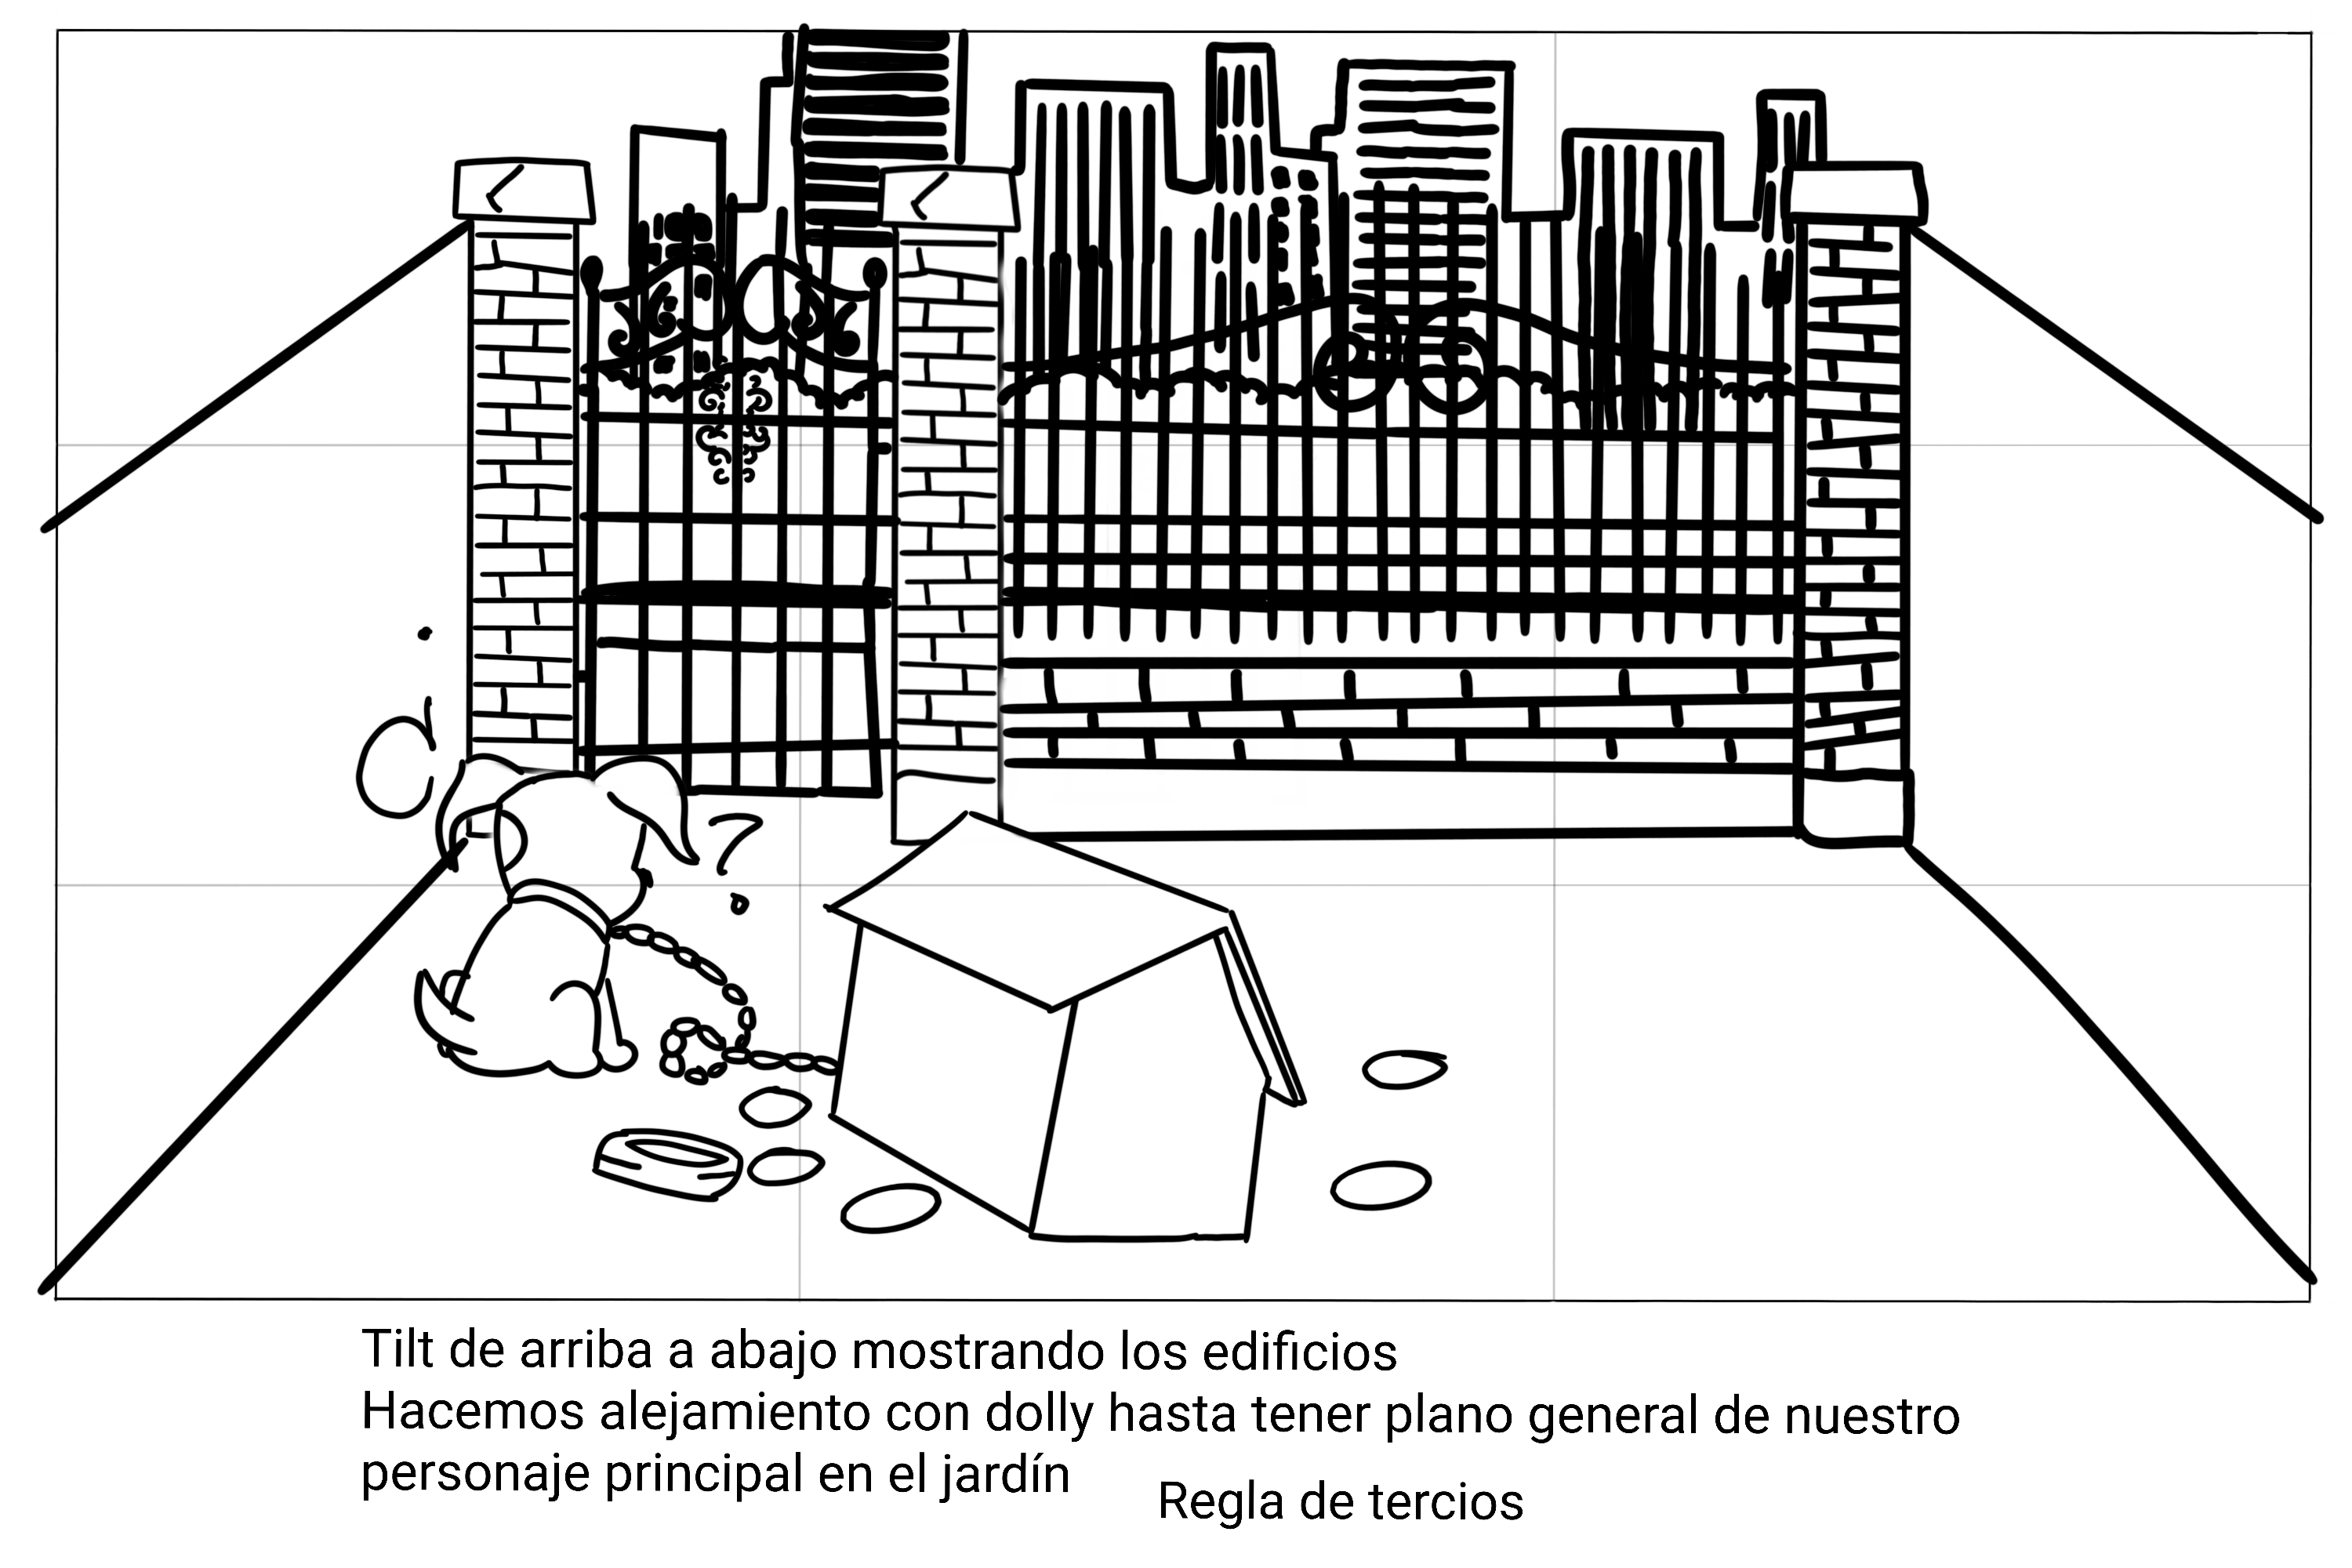 Tilt de arriba a abajo mostrando los edificios
Hacemos alejamiento con dolly hasta tener plano general de nuestro
personaje principal en el jardín
Regla de tercios